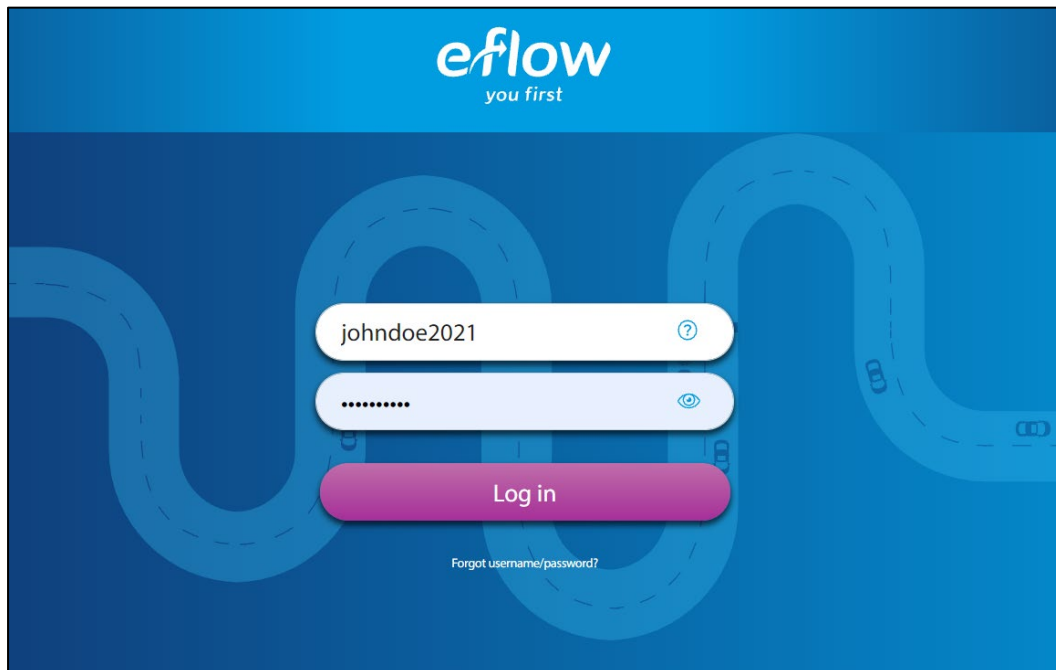 eflow
you first
johndoe2021
••••••••••
Log in
Forgot username/password?